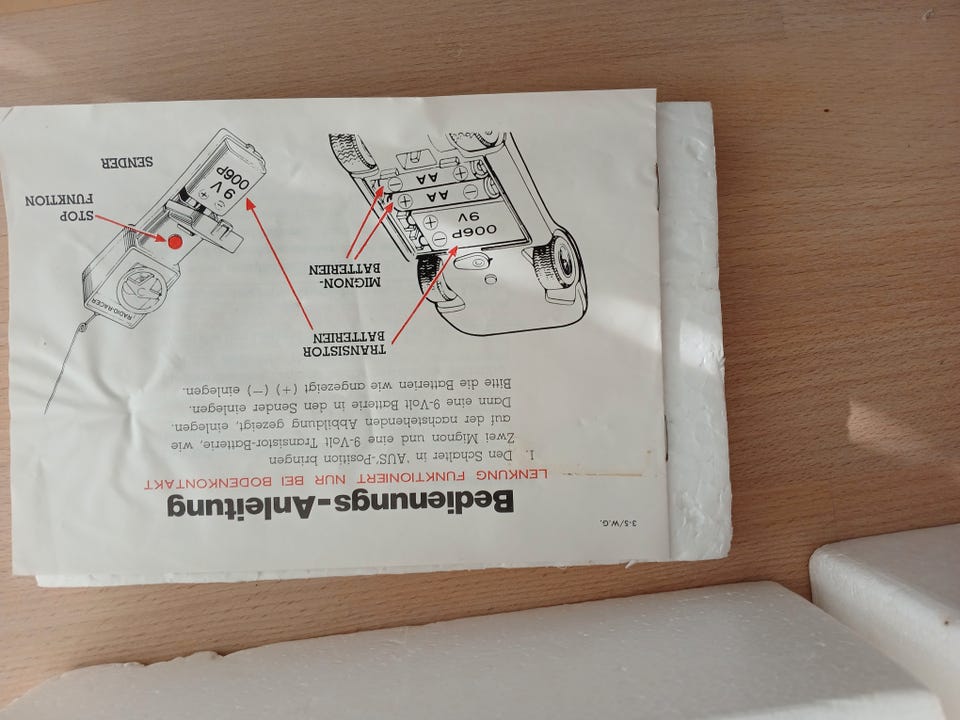 3-S/W.G.
Bedienungs-Anleitung
LENKUNG FUNKTIONIERT NUR BEI BODENKONTAKT
1. Den Schalter in 'AUS'-Position bringen
Zwei Mignon und eine 9-Volt Transistor-Batterie, wie
auf der nachstehenden Abbildung gezeigt, einlegen.
Dann eine 9-Volt Batterie in den Sender einlegen.
Bitte die Batterien wie angezeigt (+) (−) einlegen.
TRANSISTOR
BATTERIEN
MIGNON-
BATTERIEN
006P
9V
AA
AA
RADIO-RACER
STOP
FUNKTION
9 V
006P
SENDER